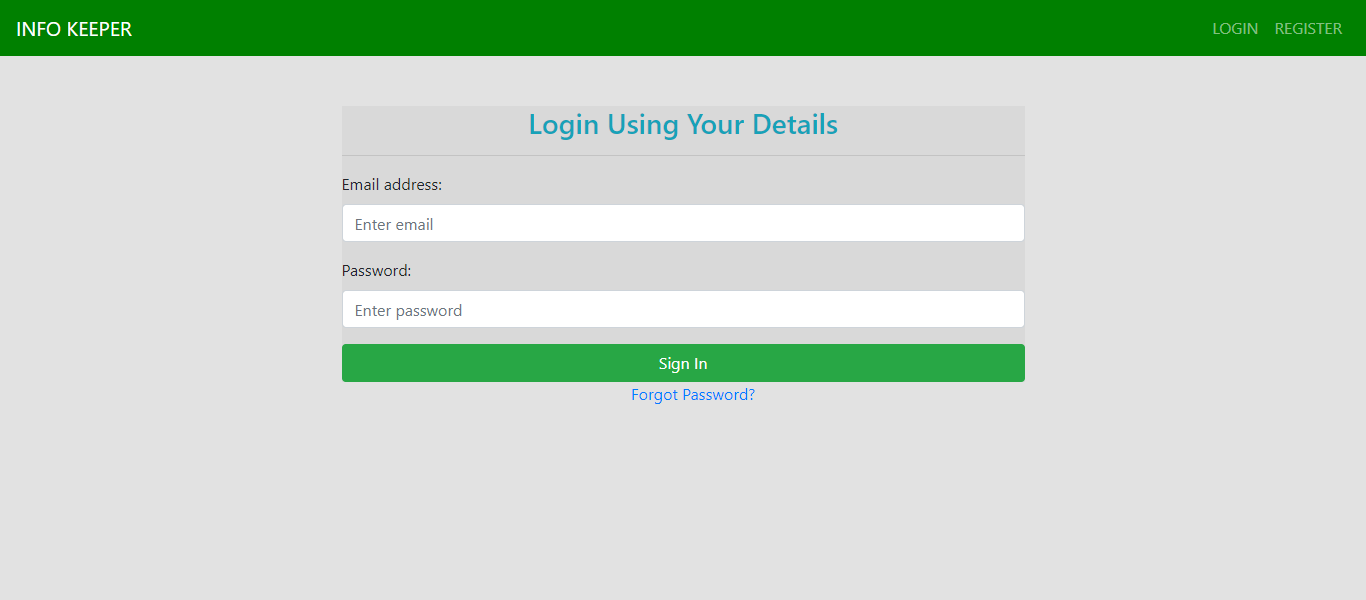 INFO KEEPER
LOGIN REGISTER
Login Using Your Details
Email address:
Enter email
Password:
Enter password
Sign In
Forgot Password?